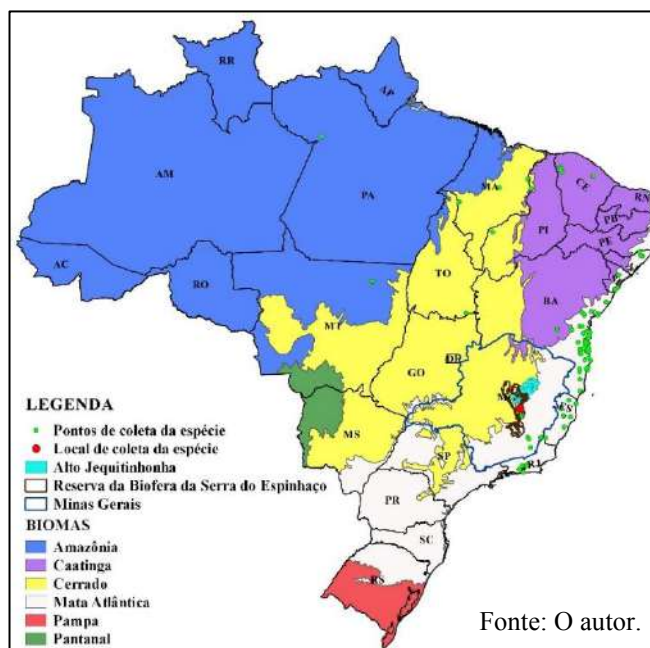 RR
AP
AM
PA
MA
CE
RN
PB
PE
PI
AC
RO
TO
BA
MT
GO
DF
MS
ES
SP
RJ
PR
SC
RS
LEGENDA
Pontos de coleta da espécie
Local de coleta da espécie
Alto Jequitinhonha
Reserva da Biofera da Serra do Espinhaço
Minas Gerais
BIOMAS
Amazônia
Caatinga
Cerrado
Mata Atlântica
Pampa
Pantanal
Fonte: O autor.